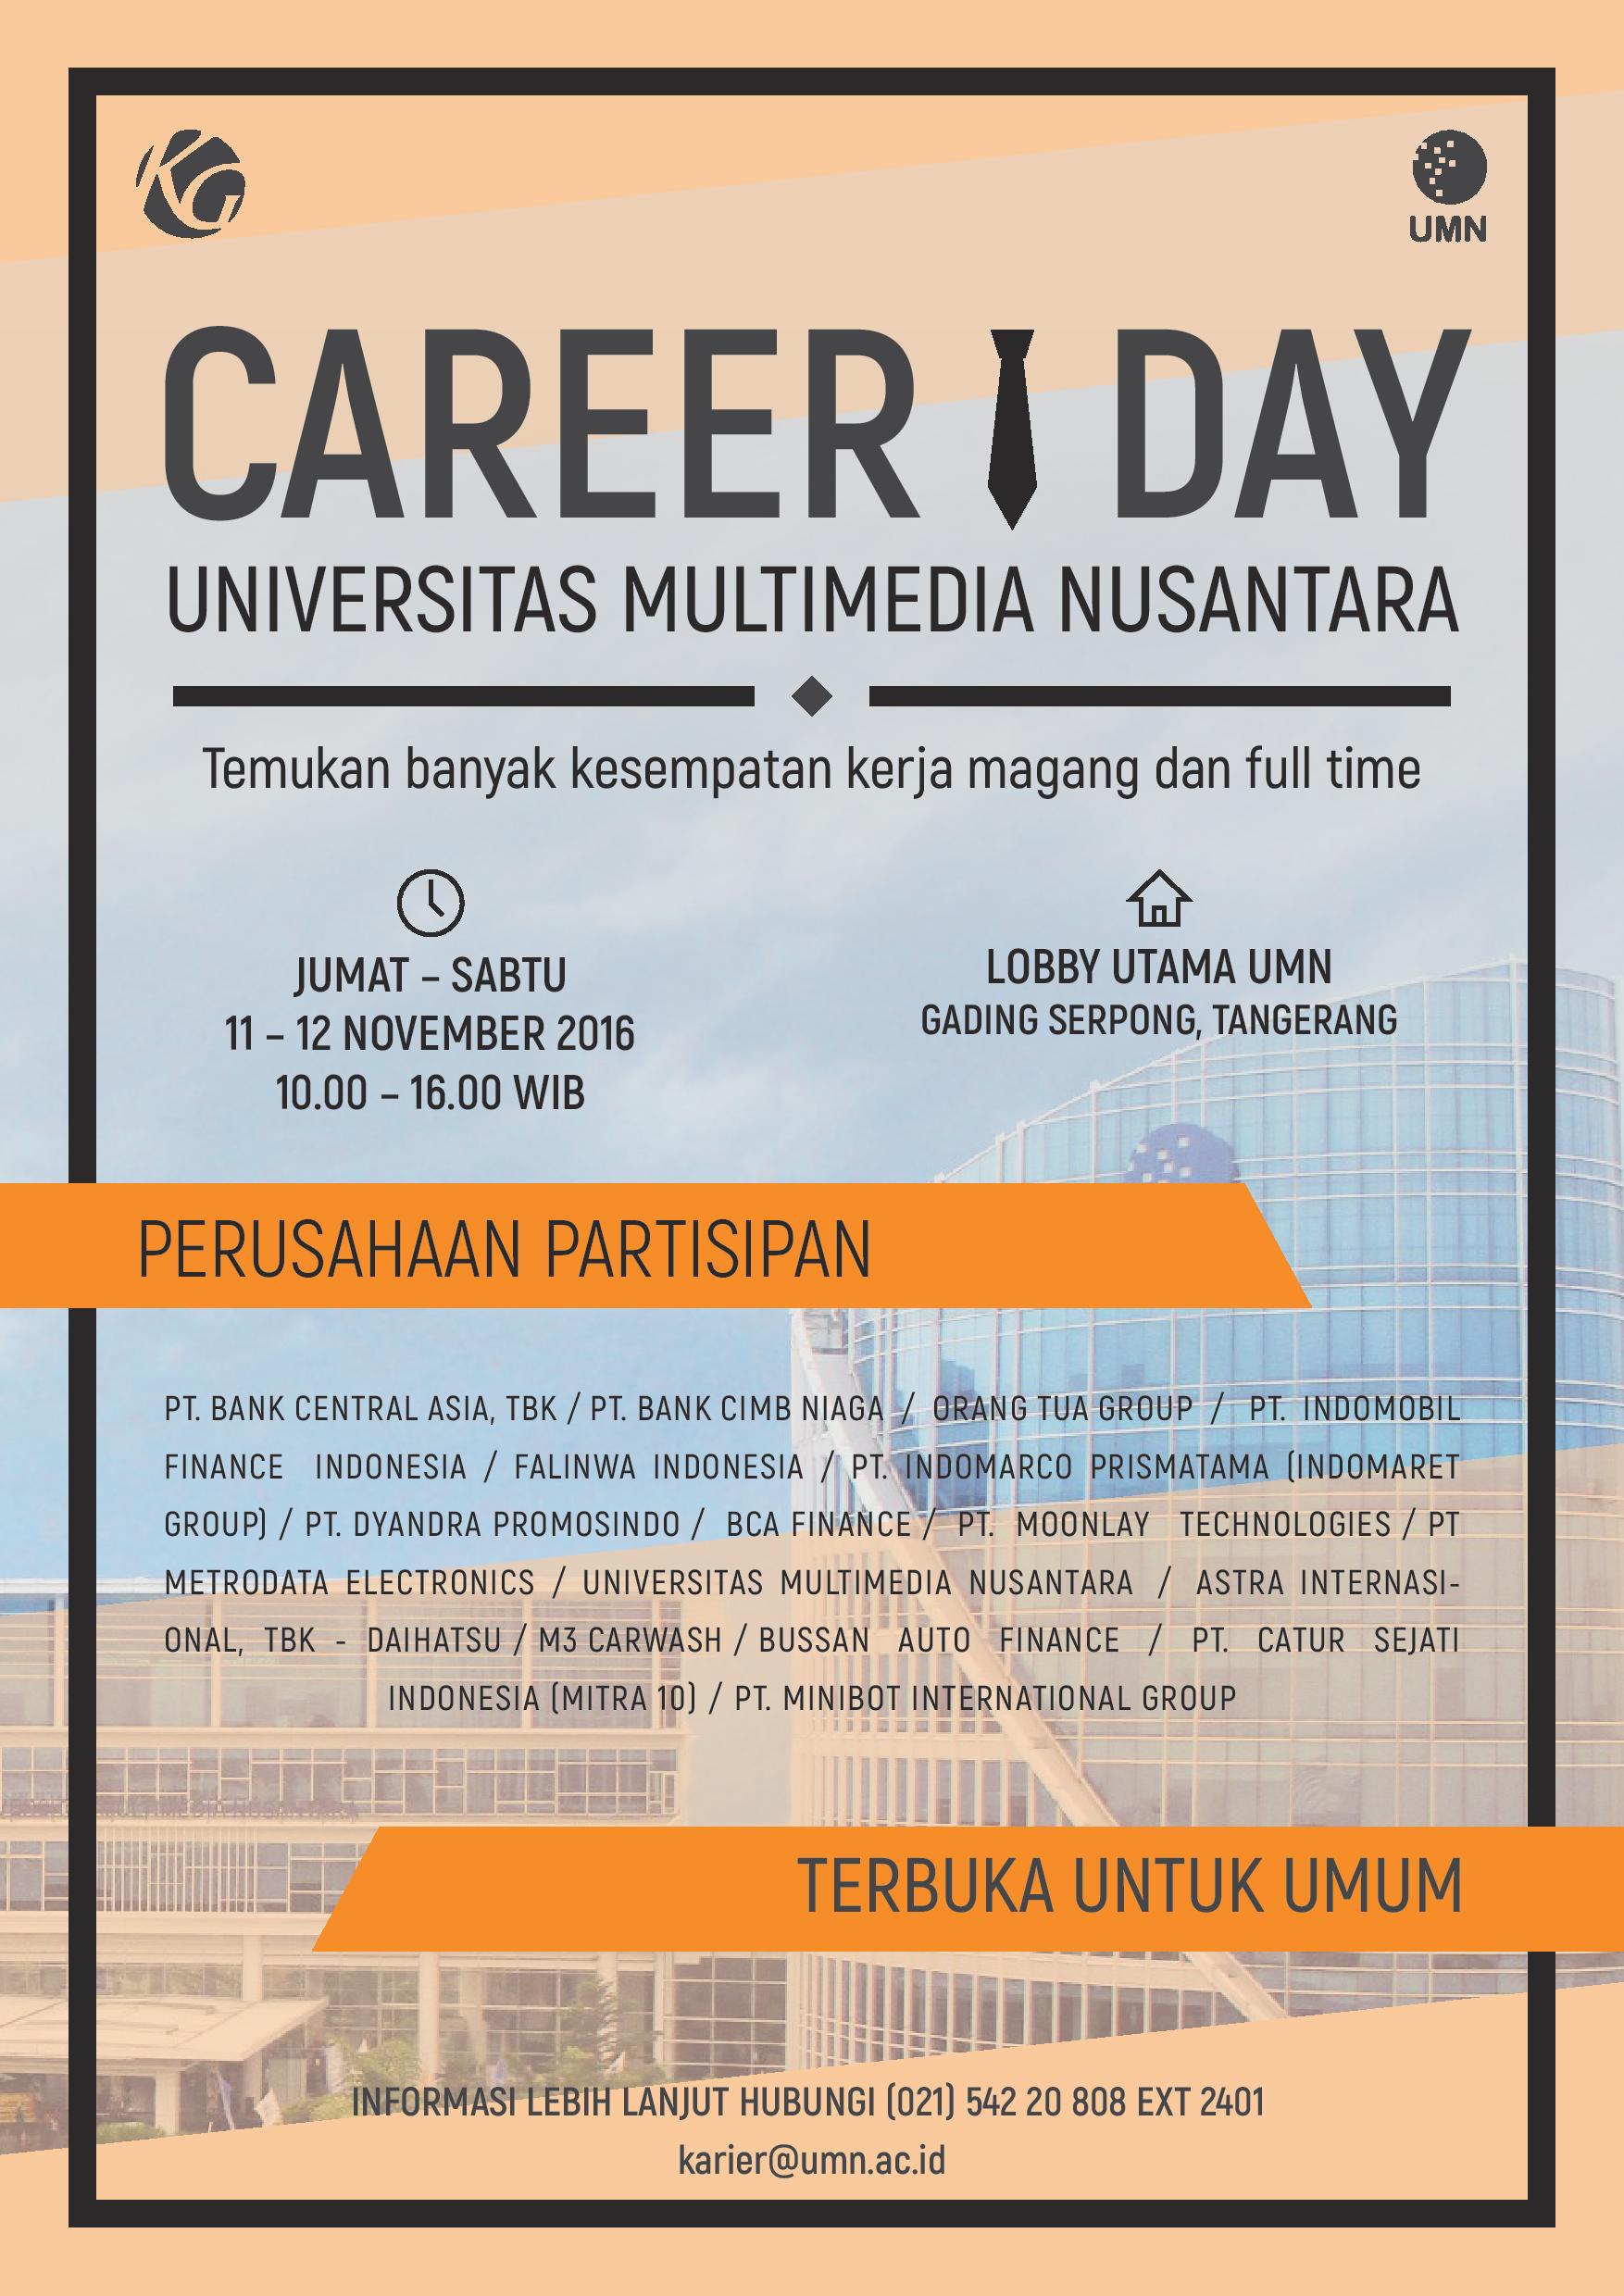 KG
UMN
CAREER DAY
UNIVERSITAS MULTIMEDIA NUSANTARA
Temukan banyak kesempatan kerja magang dan full time
JUMAT – SABTU
11 – 12 NOVEMBER 2016
10.00 – 16.00 WIB
LOBBY UTAMA UMN
GADING SERPONG, TANGERANG
PERUSAHAAN PARTISIPAN
PT. BANK CENTRAL ASIA, TBK / PT. BANK CIMB NIAGA / ORANG TUA GROUP / PT. INDOMOBIL
FINANCE INDONESIA / FALINWA INDONESIA / PT. INDOMARCO PRISMATAMA (INDOMARET
GROUP) / PT. DYANDRA PROMOSINDO / BCA FINANCE / PT. MOONLAY TECHNOLOGIES / PT
METRODATA ELECTRONICS / UNIVERSITAS MULTIMEDIA NUSANTARA / ASTRA INTERNASI-
ONAL, TBK - DAIHATSU / M3 CARWASH / BUSSAN AUTO FINANCE / PT. CATUR SEJATI
INDONESIA (MITRA 10) / PT. MINIBOT INTERNATIONAL GROUP
TERBUKA UNTUK UMUM
INFORMASI LEBIH LANJUT HUBUNGI (021) 542 20 808 EXT 2401
karier@umn.ac.id